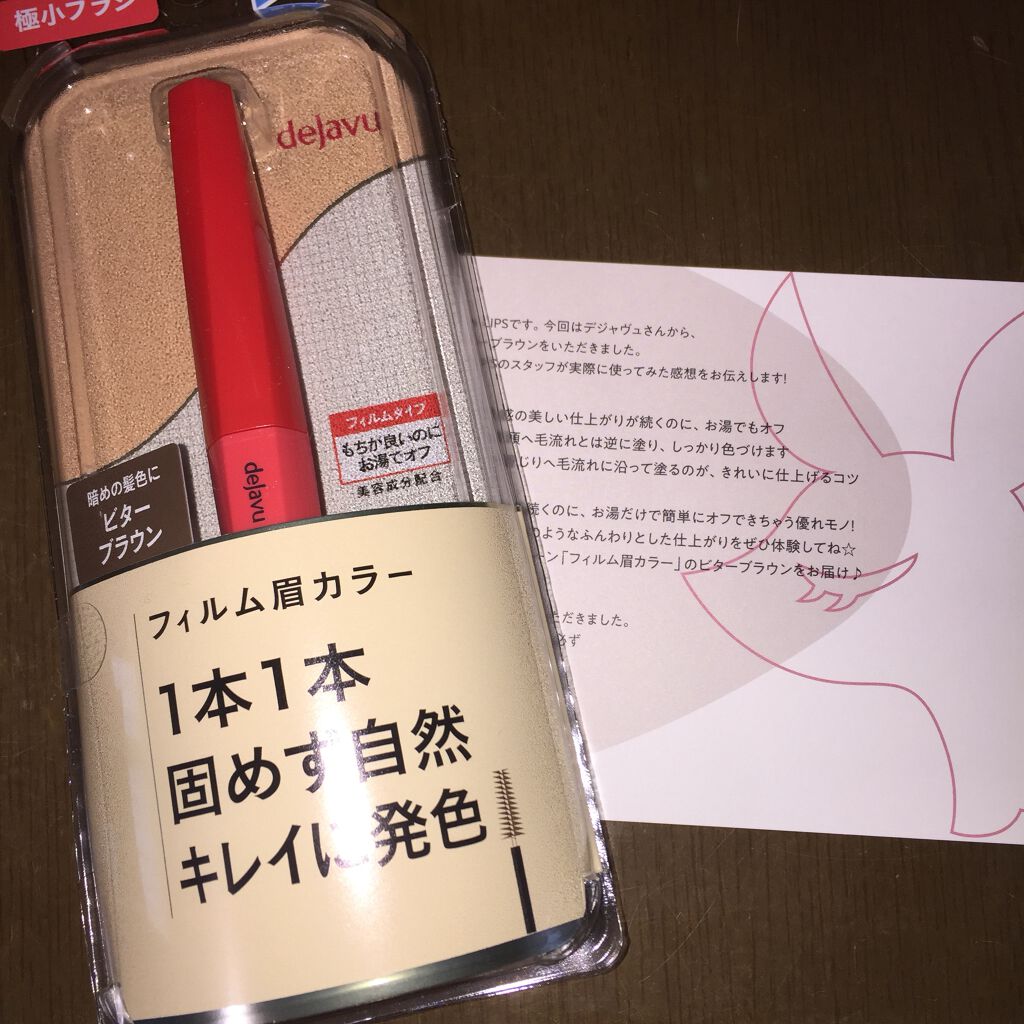 極小ブラシ
dejavu
フィルムタイプ
もちが良いのに
お湯でオフ
美容成分配合
暗めの髪色に
ビター
ブラウン
dejavu
フィルム眉カラー
1本1本
固めず自然
キレイに発色
LIPSです。今回はデジャヴュさんから、
ブラウンをいただきました。
のスタッフが実際に使ってみた感想をお伝えします!
の美しい仕上がりが続くのに、お湯でもオフ
へ毛流れとは逆に塗り、しっかり色づけます
じりへ毛流れに沿って塗るのが、きれいに仕上げるコツ
続くのに、お湯だけで簡単にオフできちゃう優れモノ!
のようなふんわりとした仕上がりをぜひ体験してね☆
ーン「フィルム眉カラー」のビターブラウンをお届け♪
ただきました。
必ず